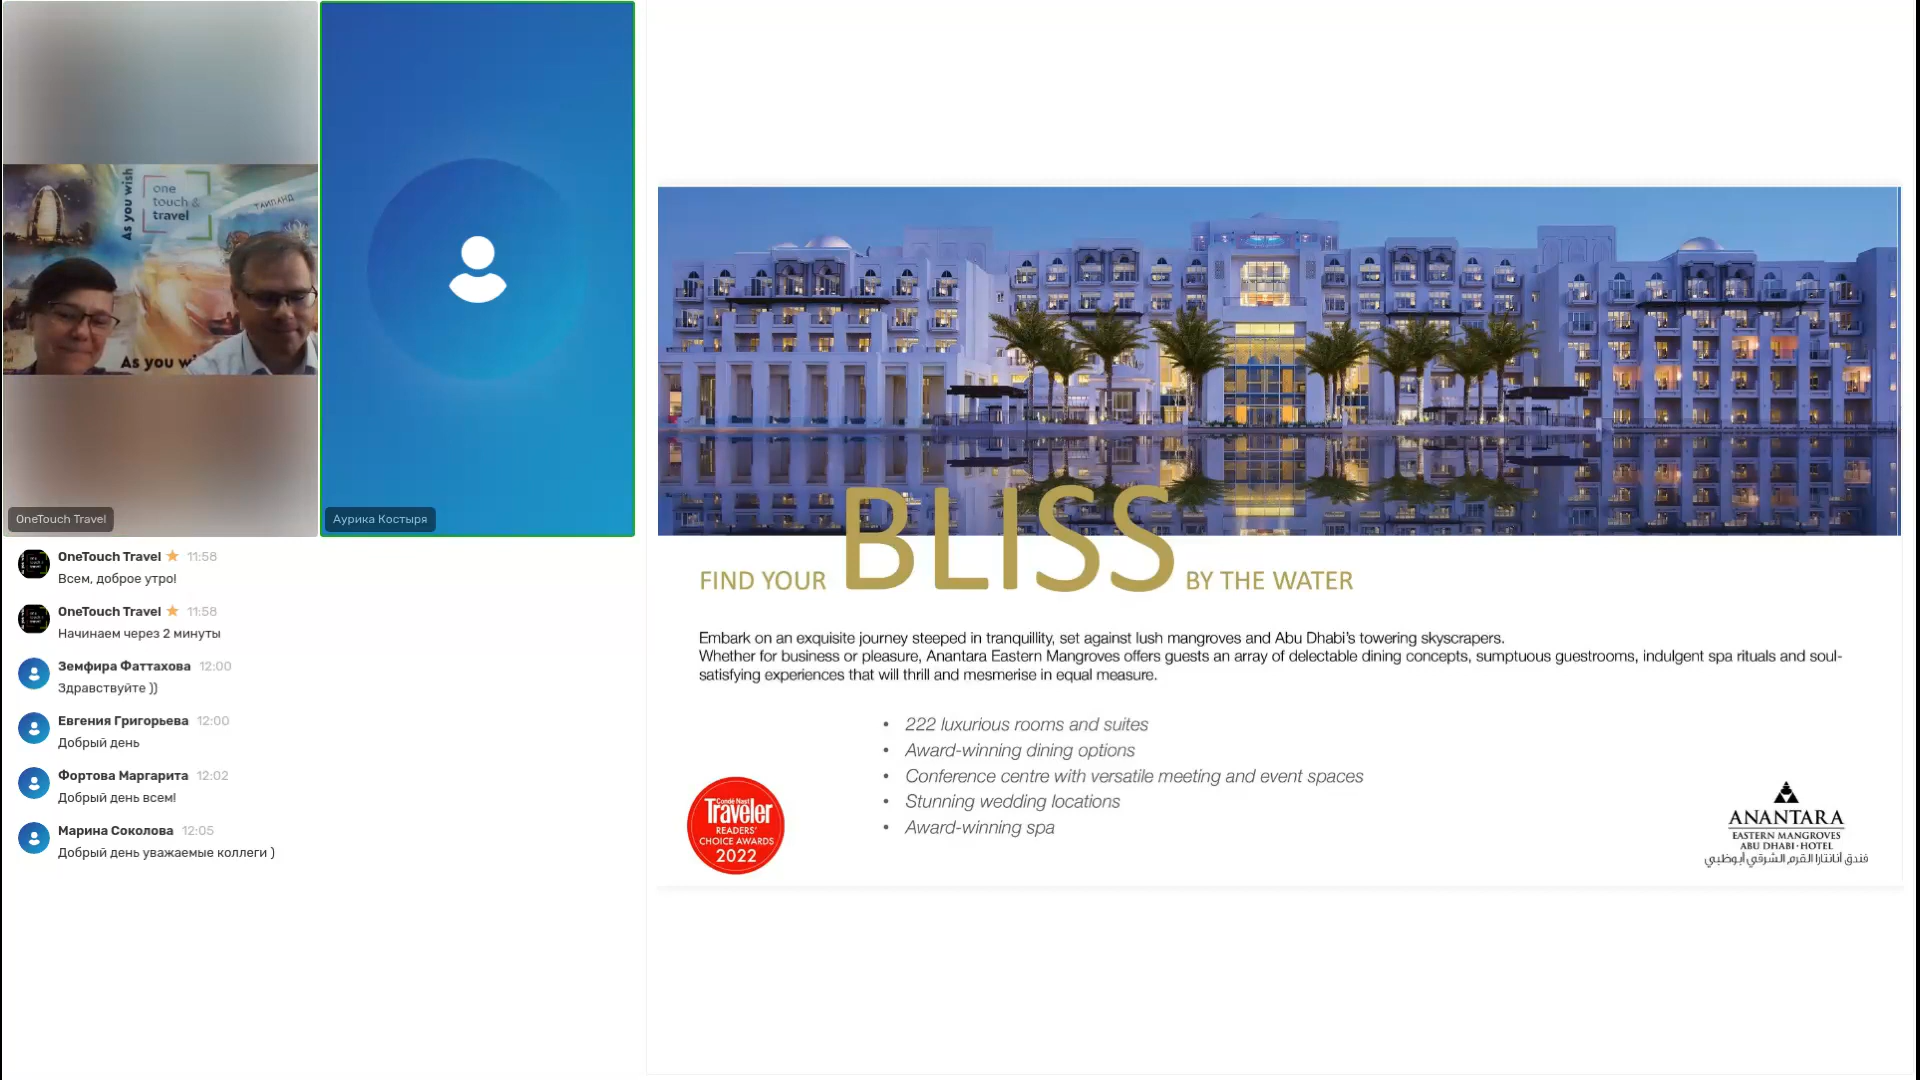 As you wish
one
touch &
travel
ТАИЛАНД
As you wi
OneTouch Travel
Аурика Костыря
OneTouch Travel 11:58
Всем, доброе утро!
OneTouch Travel 11:58
Начинаем через 2 минуты
Земфира Фаттахова 12:00
Здравствуйте ))
Евгения Григорьева 12:00
Добрый день
Фортова Маргарита 12:02
Добрый день всем!
Марина Соколова 12:05
Добрый день уважаемые коллеги )
FIND YOUR BLISS BY THE WATER
Embark on an exquisite journey steeped in tranquillity, set against lush mangroves and Abu Dhabi’s towering skyscrapers.
Whether for business or pleasure, Anantara Eastern Mangroves offers guests an array of delectable dining concepts, sumptuous guestrooms, indulgent spa rituals and soul-
satisfying experiences that will thrill and mesmerise in equal measure.
• 222 luxurious rooms and suites
• Award-winning dining options
• Conference centre with versatile meeting and event spaces
• Stunning wedding locations
• Award-winning spa
Condé Nast
Traveler
READERS’
CHOICE AWARDS
2022
ANANTARA
EASTERN MANGROVES
ABU DHABI·HOTEL
فندق أنانتارا القرم الشرقي أبوظبي